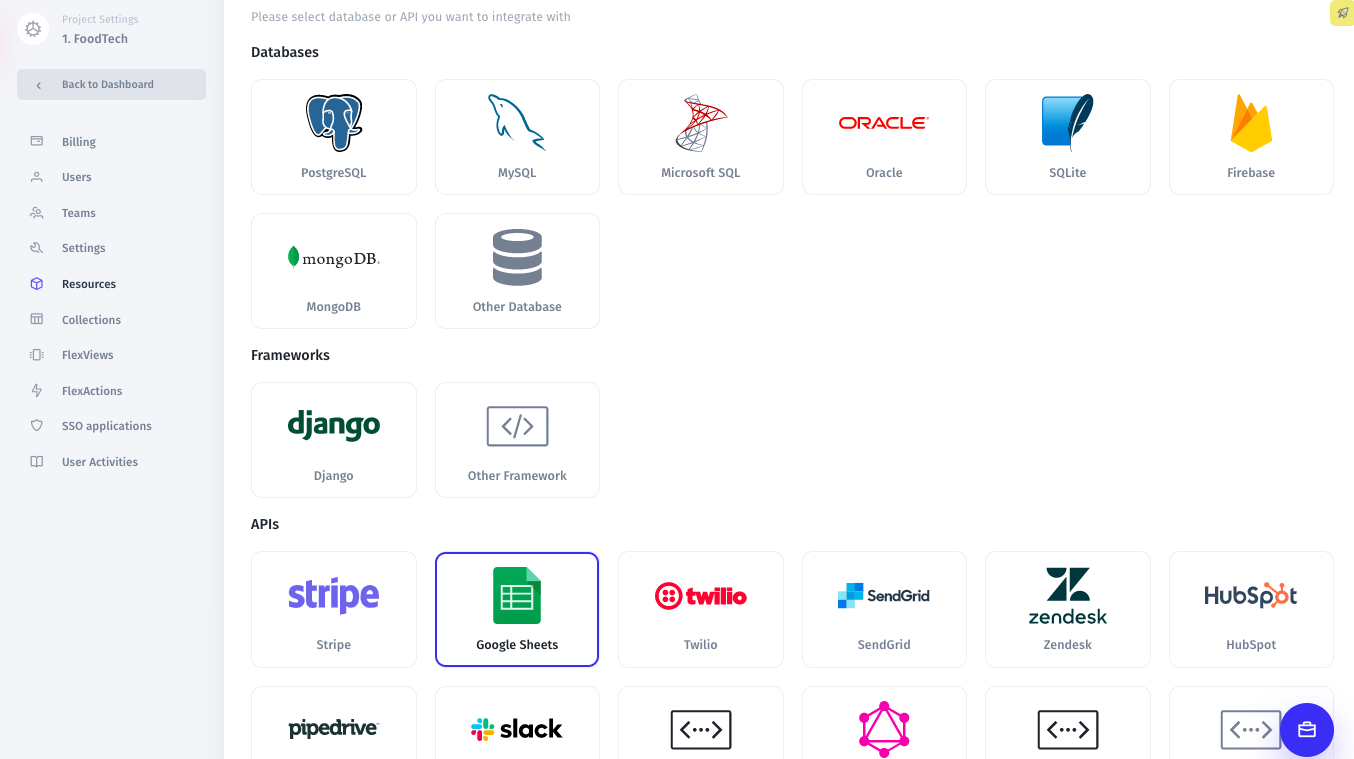 Project Settings
1. FoodTech
Back to Dashboard
Billing
Users
Teams
Settings
Resources
Collections
FlexViews
FlexActions
SSO applications
User Activities
Please select database or API you want to integrate with
Databases
PostgreSQL
MySQL
Microsoft SQL
ORACLE
Oracle
SQLite
Firebase
mongoDB.
MongoDB
Other Database
Frameworks
django
Django
Other Framework
APIs
stripe
Stripe
Google Sheets
twilio
Twilio
SendGrid
SendGrid
zendesk
Zendesk
HubSpot
HubSpot
pipedrive
slack